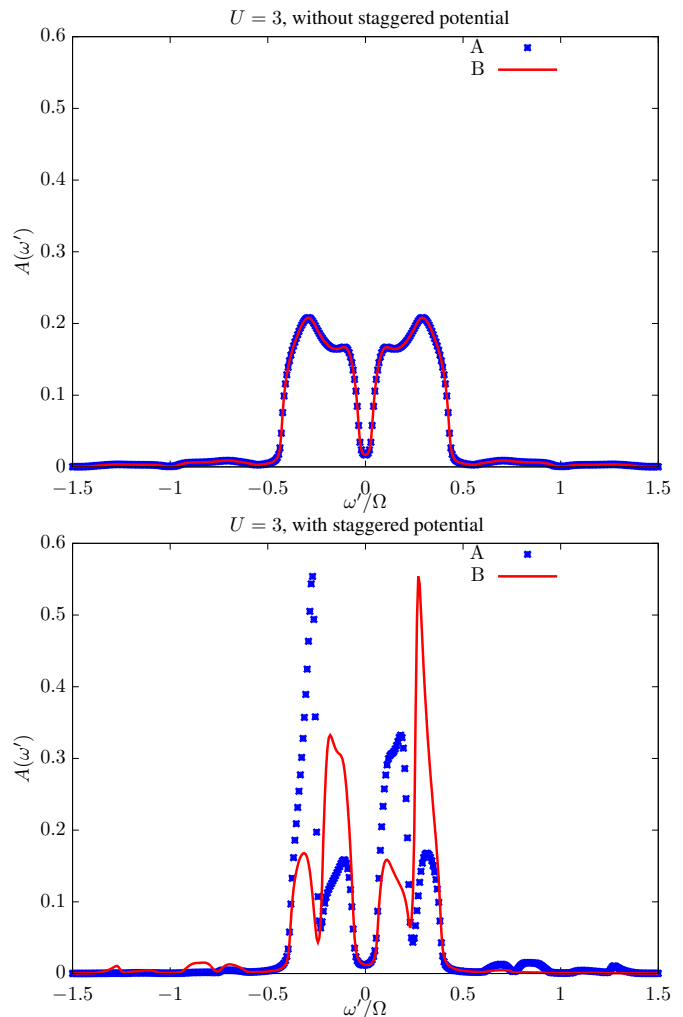 U = 3, without staggered potential
A
B
0.6
0.5
0.4
0.3
0.2
0.1
0
A(ω′)
−1.5 −1 −0.5 0 0.5 1 1.5
ω′/Ω
U = 3, with staggered potential
A
B
0.6
0.5
0.4
0.3
0.2
0.1
0
A(ω′)
−1.5 −1 −0.5 0 0.5 1 1.5
ω′/Ω